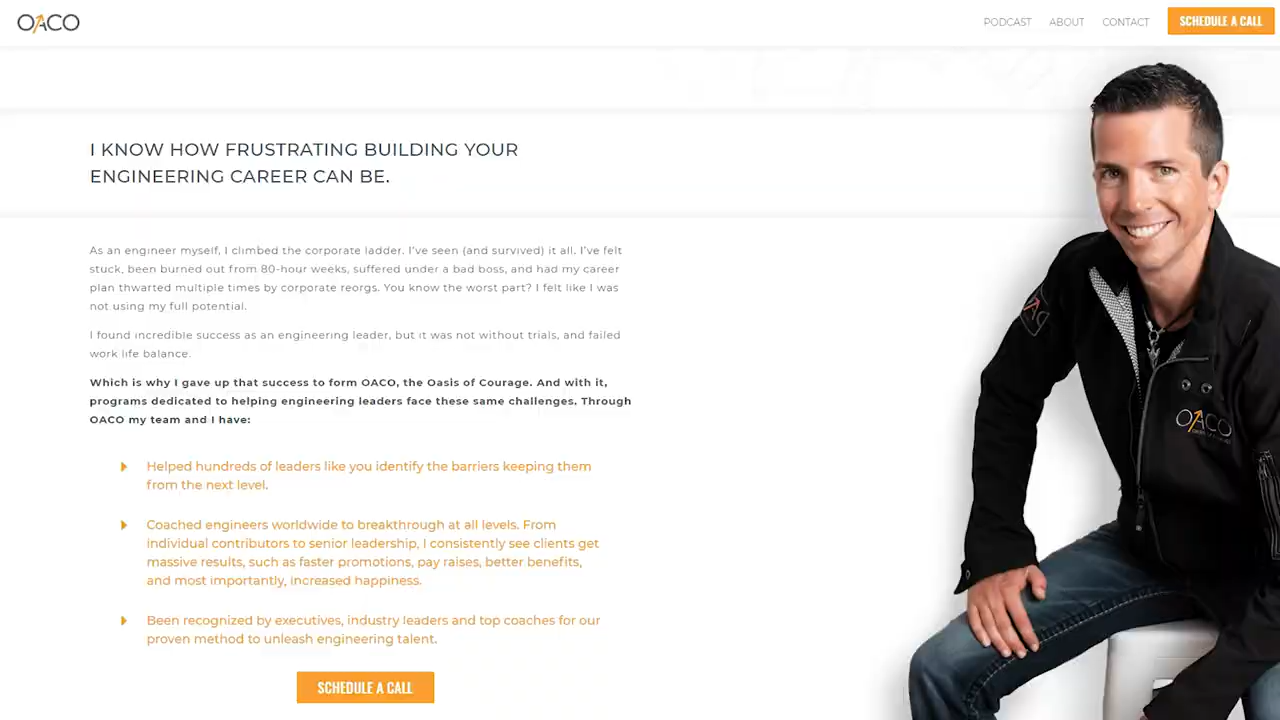 OACO
PODCAST ABOUT CONTACT SCHEDULE A CALL
I KNOW HOW FRUSTRATING BUILDING YOUR
ENGINEERING CAREER CAN BE.
As an engineer myself, I climbed the corporate ladder. I've seen (and survived) it all. I've felt
stuck, been burned out from 80-hour weeks, suffered under a bad boss, and had my career
plan thwarted multiple times by corporate reorgs. You know the worst part? I felt like I was
not using my full potential.
I found incredible success as an engineering leader, but it was not without trials, and failed
work life balance.
Which is why I gave up that success to form OACO, the Oasis of Courage. And with it,
programs dedicated to helping engineering leaders face these same challenges. Through
OACO my team and I have:
Helped hundreds of leaders like you identify the barriers keeping them
from the next level.
Coached engineers worldwide to breakthrough at all levels. From
individual contributors to senior leadership, I consistently see clients get
massive results, such as faster promotions, pay raises, better benefits,
and most importantly, increased happiness.
Been recognized by executives, industry leaders and top coaches for our
proven method to unleash engineering talent.
SCHEDULE A CALL
OACO